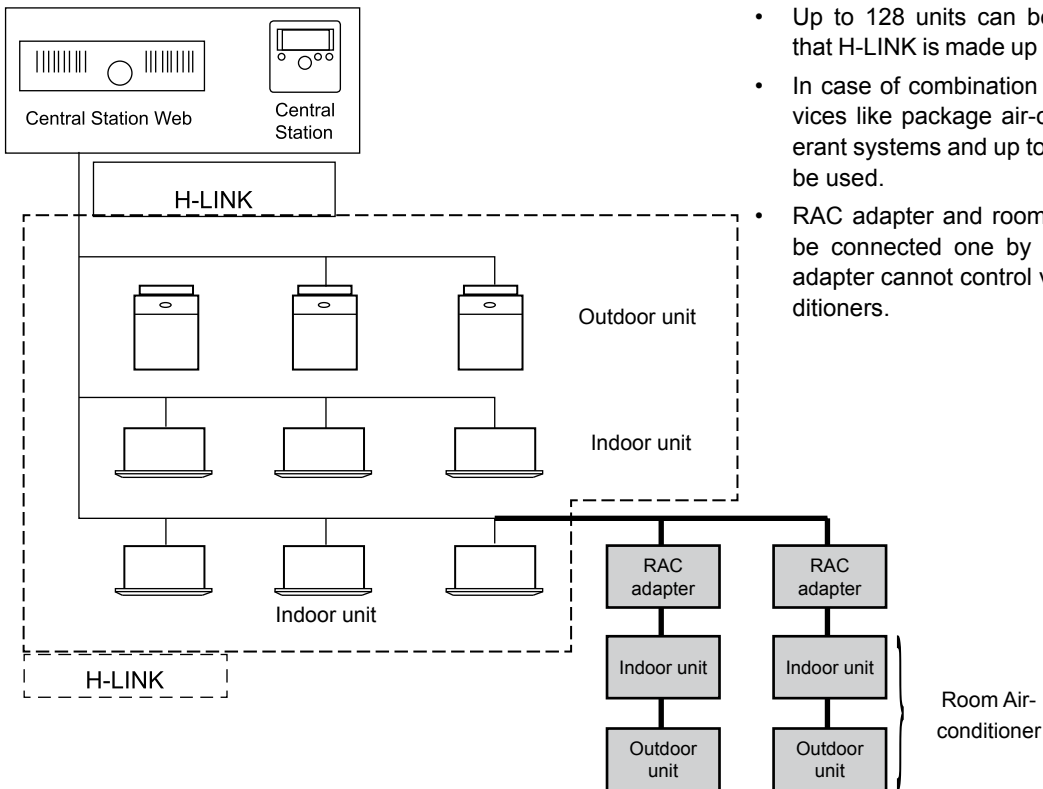 Central Station Web
Central
Station
H-LINK
Outdoor unit
Indoor unit
Indoor unit
H-LINK
RAC
adapter
RAC
adapter
Indoor unit
Indoor unit
Outdoor
unit
Outdoor
unit
Room Air-
conditioner
• Up to 128 units can
that H-LINK is made up
• In case of combination
vices like package
erant systems and up to
be used.
• RAC adapter and room
be connected one by
adapter cannot control
ditioners.